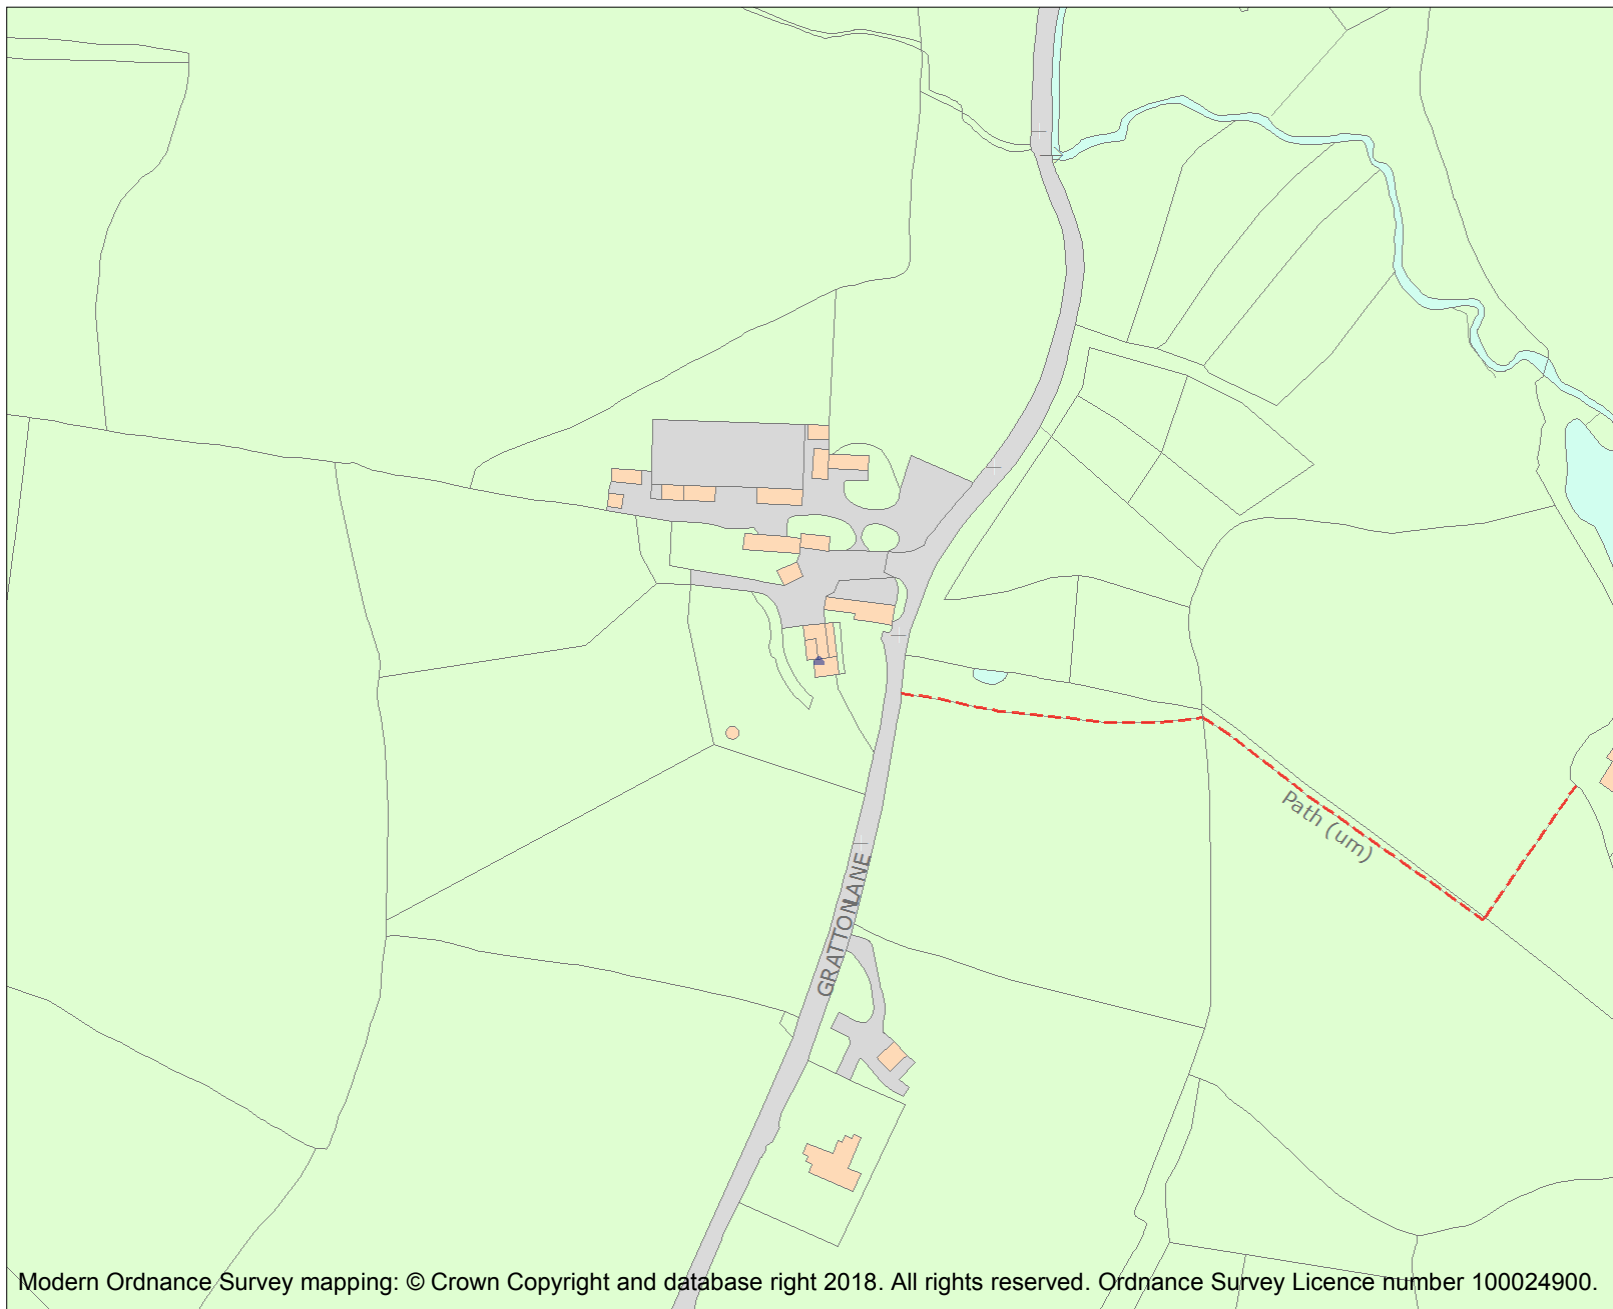 Path (um)
GRATTON LANE
Modern Ordnance Survey mapping: © Crown Copyright and database right 2018. All rights reserved. Ordnance Survey Licence number 100024900.